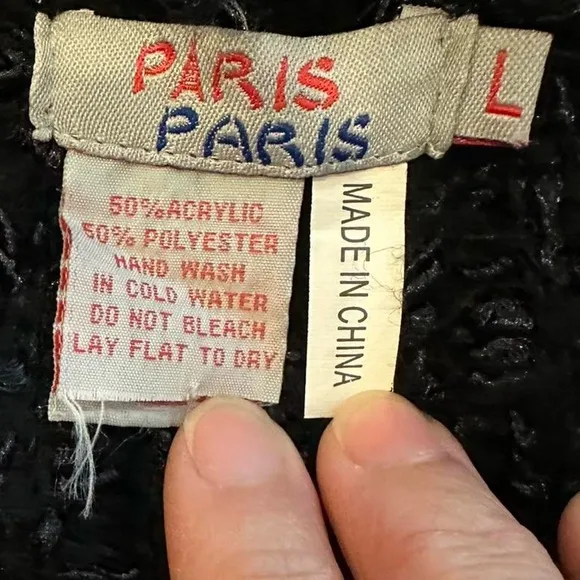 PARIS
PARIS
L
50% ACRYLIC
50% POLYESTER
HAND WASH
IN COLD WATER
DO NOT BLEACH
LAY FLAT TO DRY
MADE IN CHINA